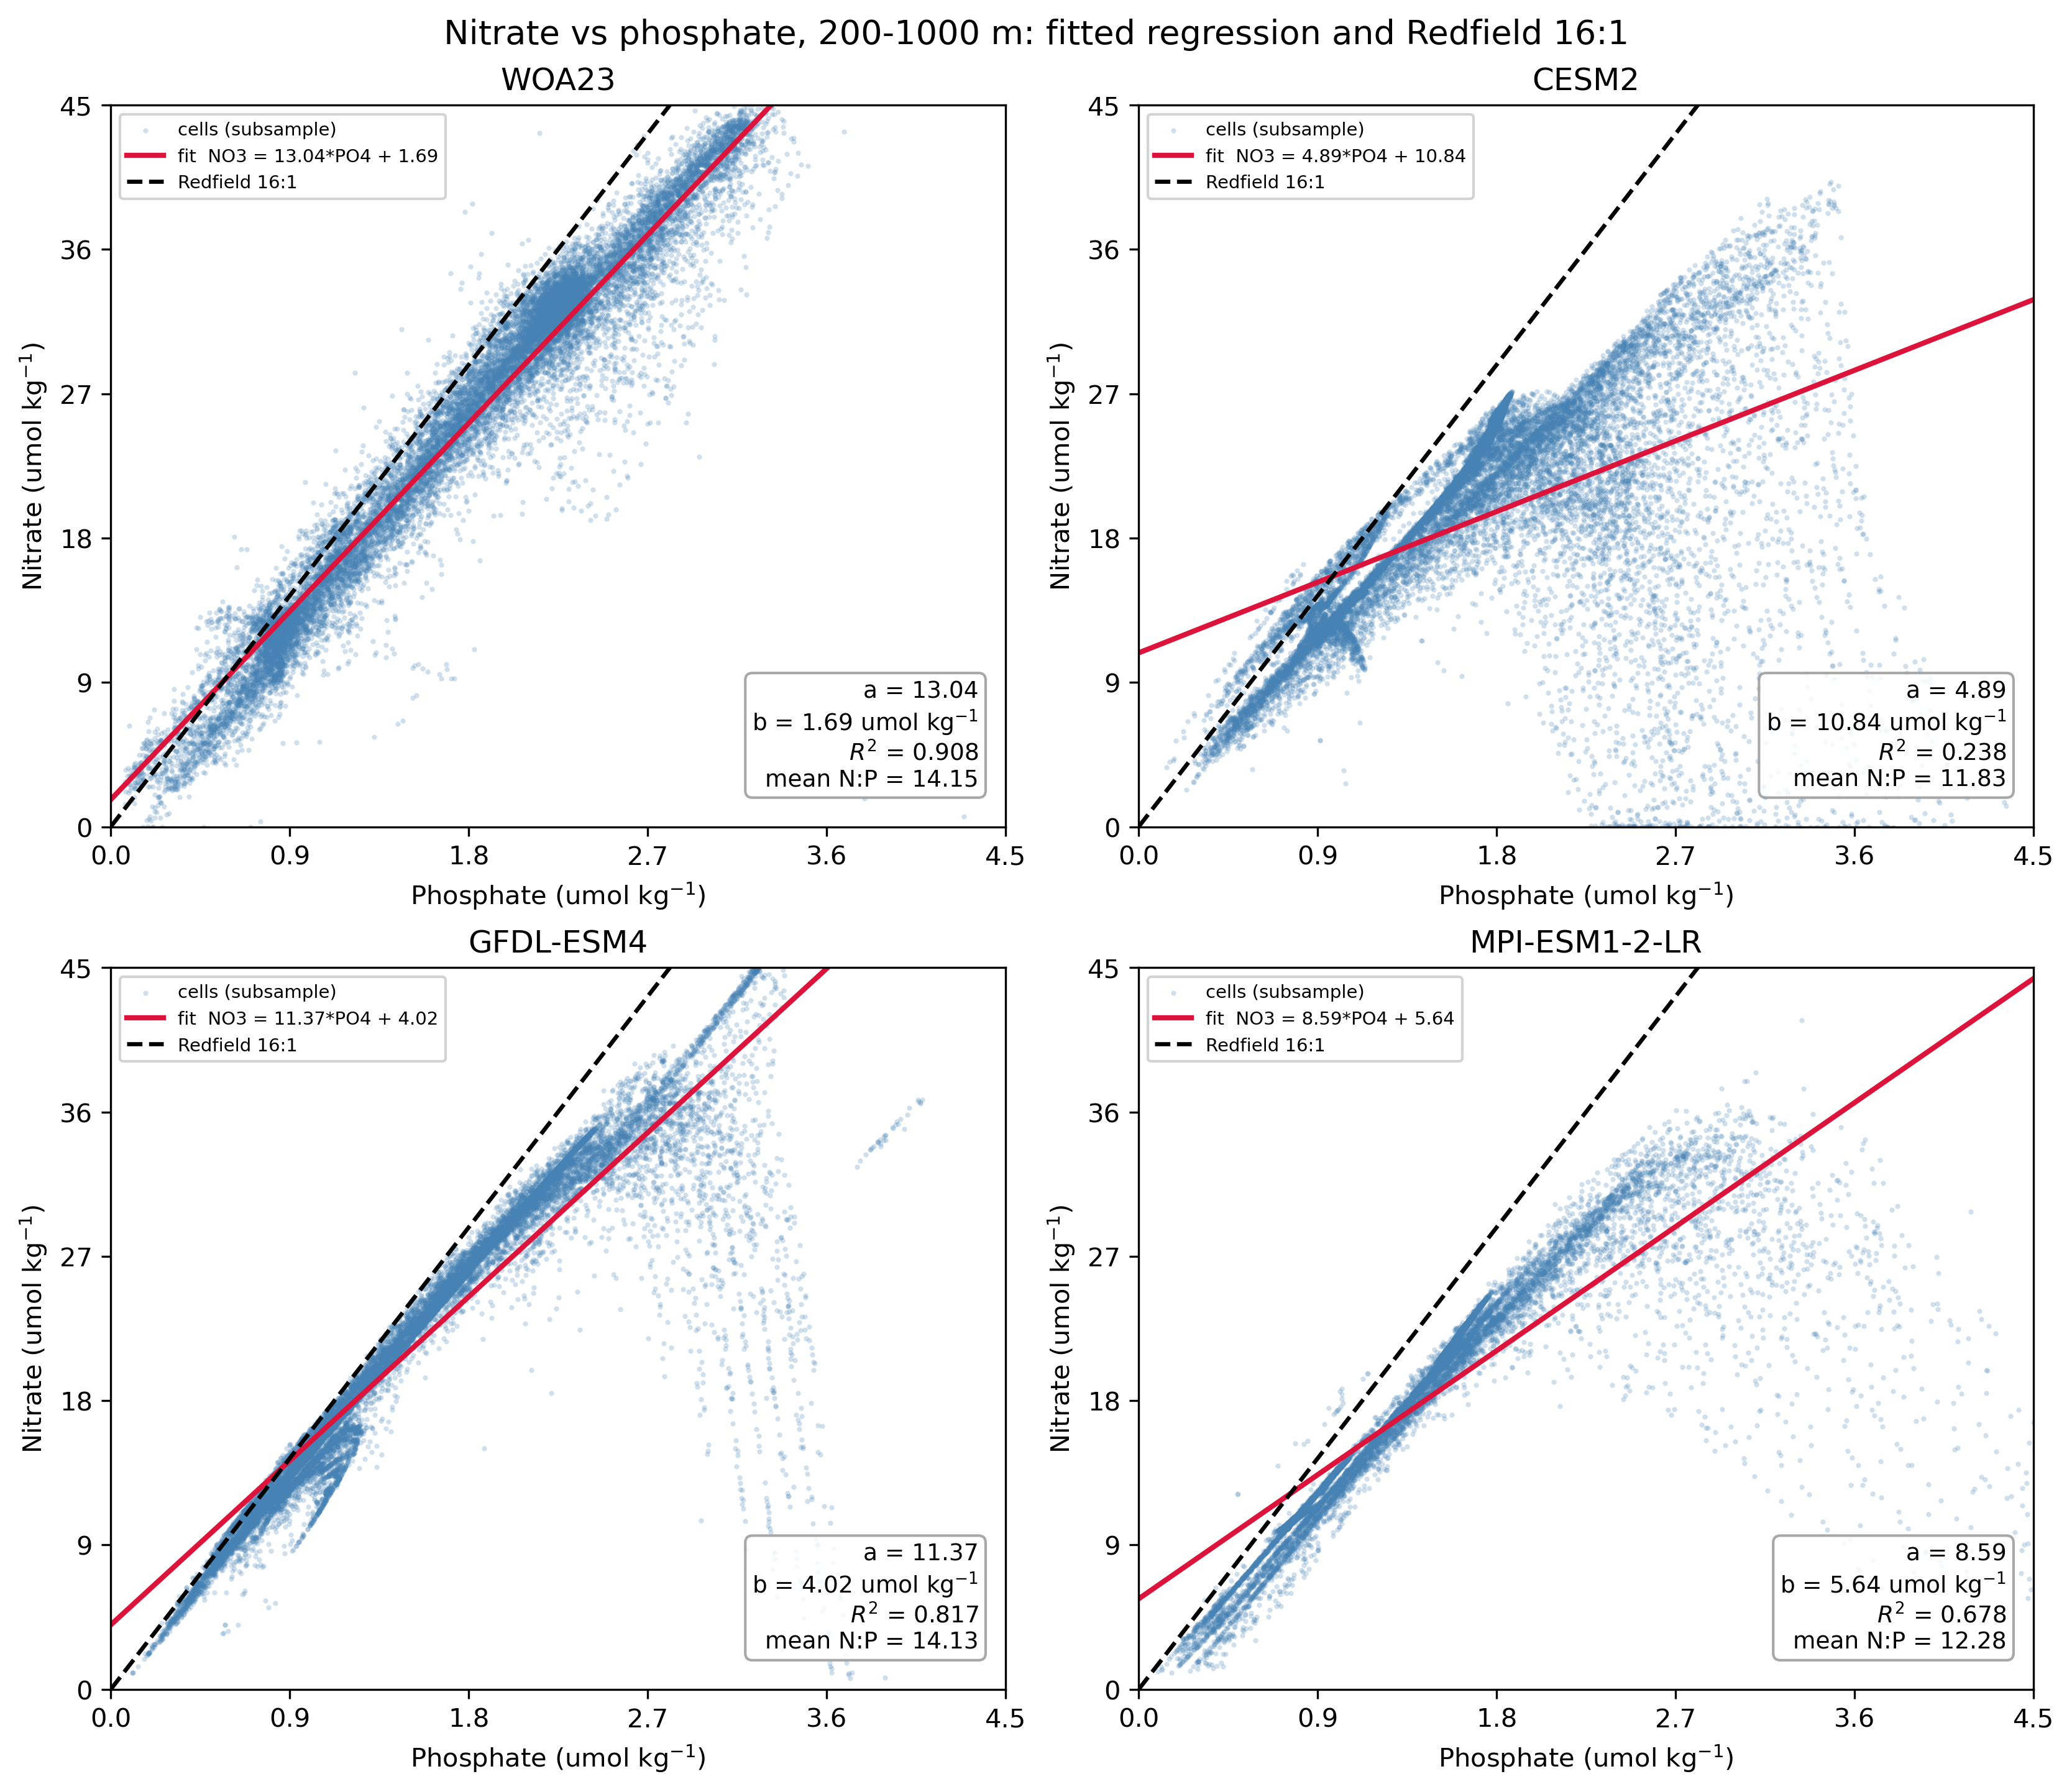 Nitrate vs phosphate, 200-1000 m: fitted regression and Redfield 16:1
WOA23
45
36
27
18
9
0
Nitrate (umol kg⁻¹)
cells (subsample)
fit  NO3 = 13.04*PO4 + 1.69
Redfield 16:1
a = 13.04
b = 1.69 umol kg⁻¹
R² = 0.908
mean N:P = 14.15
0.0 0.9 1.8 2.7 3.6 4.5
Phosphate (umol kg⁻¹)
CESM2
45
36
27
18
9
0
Nitrate (umol kg⁻¹)
cells (subsample)
fit  NO3 = 4.89*PO4 + 10.84
Redfield 16:1
a = 4.89
b = 10.84 umol kg⁻¹
R² = 0.238
mean N:P = 11.83
0.0 0.9 1.8 2.7 3.6 4.5
Phosphate (umol kg⁻¹)
GFDL-ESM4
45
36
27
18
9
0
Nitrate (umol kg⁻¹)
cells (subsample)
fit  NO3 = 11.37*PO4 + 4.02
Redfield 16:1
a = 11.37
b = 4.02 umol kg⁻¹
R² = 0.817
mean N:P = 14.13
0.0 0.9 1.8 2.7 3.6 4.5
Phosphate (umol kg⁻¹)
MPI-ESM1-2-LR
45
36
27
18
9
0
Nitrate (umol kg⁻¹)
cells (subsample)
fit  NO3 = 8.59*PO4 + 5.64
Redfield 16:1
a = 8.59
b = 5.64 umol kg⁻¹
R² = 0.678
mean N:P = 12.28
0.0 0.9 1.8 2.7 3.6 4.5
Phosphate (umol kg⁻¹)